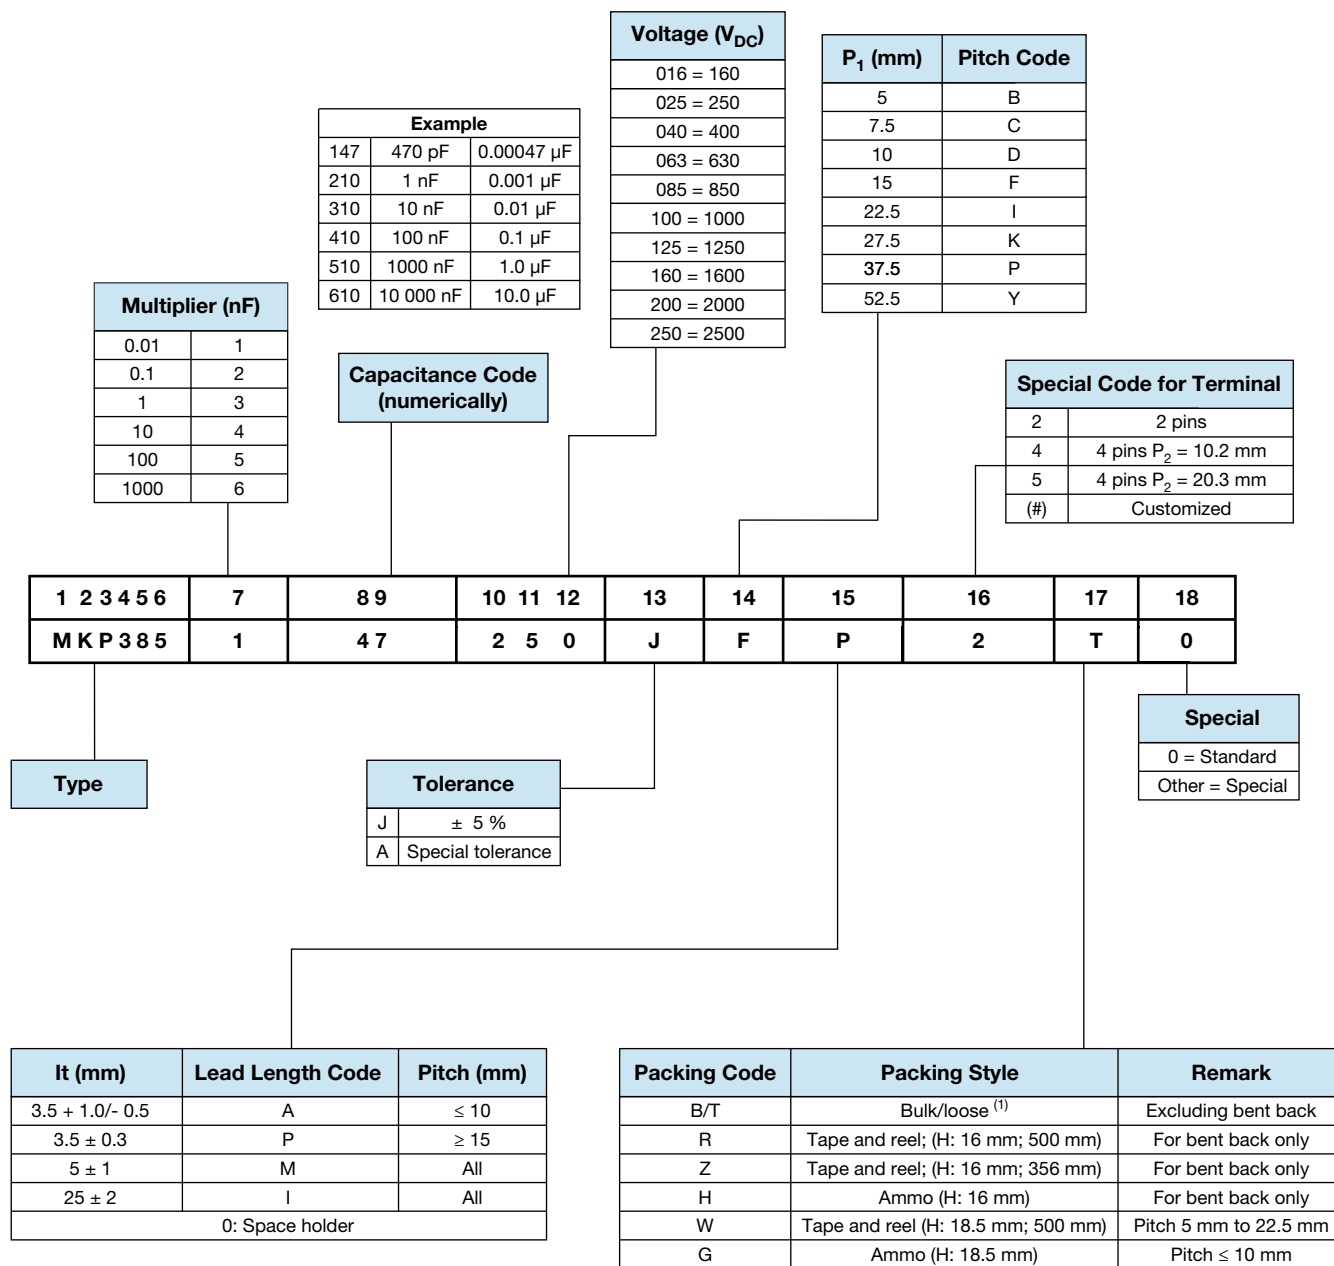 Voltage (VDC)
016 = 160
025 = 250
040 = 400
063 = 630
085 = 850
100 = 1000
125 = 1250
160 = 1600
200 = 2000
250 = 2500
P1 (mm) Pitch Code
5 B
7.5 C
10 D
15 F
22.5 I
27.5 K
37.5 P
52.5 Y
Example
147 470 pF 0.00047 µF
210 1 nF 0.001 µF
310 10 nF 0.01 µF
410 100 nF 0.1 µF
510 1000 nF 1.0 µF
610 10 000 nF 10.0 µF
Multiplier (nF)
0.01 1
0.1 2
1 3
10 4
100 5
1000 6
Capacitance Code
(numerically)
Special Code for Terminal
2 2 pins
4 4 pins P2 = 10.2 mm
5 4 pins P2 = 20.3 mm
(#) Customized
1 2 3 4 5 6 7 8 9 10 11 12 13 14 15 16 17 18
M K P 3 8 5 1 4 7 2 5 0 J F P 2 T 0
Type
Tolerance
J ± 5 %
A Special tolerance
Special
0 = Standard
Other = Special
It (mm) Lead Length Code Pitch (mm)
3.5 + 1.0/- 0.5 A ≤ 10
3.5 ± 0.3 P ≥ 15
5 ± 1 M All
25 ± 2 I All
0: Space holder
Packing Code Packing Style Remark
B/T Bulk/loose (1) Excluding bent back
R Tape and reel; (H: 16 mm; 500 mm) For bent back only
Z Tape and reel; (H: 16 mm; 356 mm) For bent back only
H Ammo (H: 16 mm) For bent back only
W Tape and reel (H: 18.5 mm; 500 mm) Pitch 5 mm to 22.5 mm
G Ammo (H: 18.5 mm) Pitch ≤ 10 mm